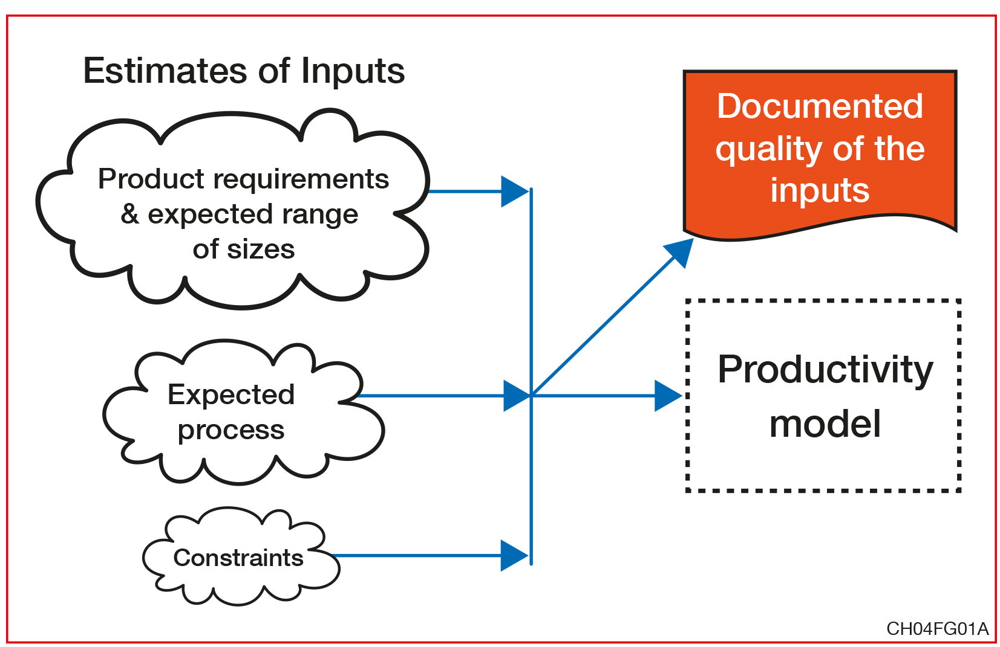 Estimates of Inputs
Product requirements
& expected range
of sizes
Expected
process
Constraints
Documented
quality of the
inputs
Productivity
model
CH04FG01A